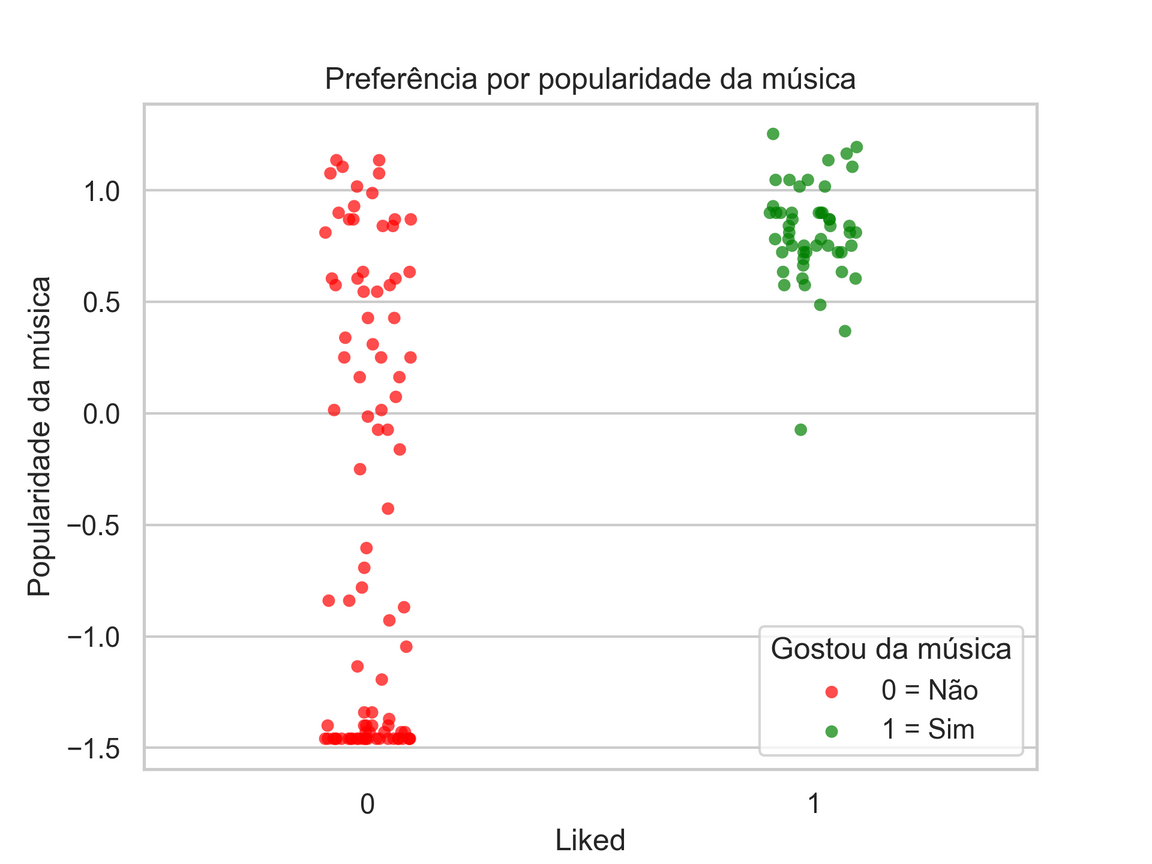 Preferência por popularidade da música
Popularidade da música
1.0
0.5
0.0
−0.5
−1.0
−1.5
Gostou da música
0 = Não
1 = Sim
0
1
Liked